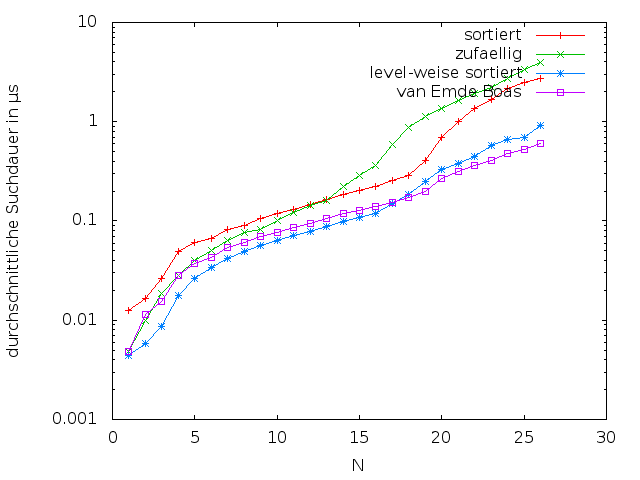 10
1
0.1
0.01
0.001
durchschnittliche Suchdauer in µs
sortiert
zufaellig
level-weise sortiert
van Emde Boas
0 5 10 15 20 25 30
N